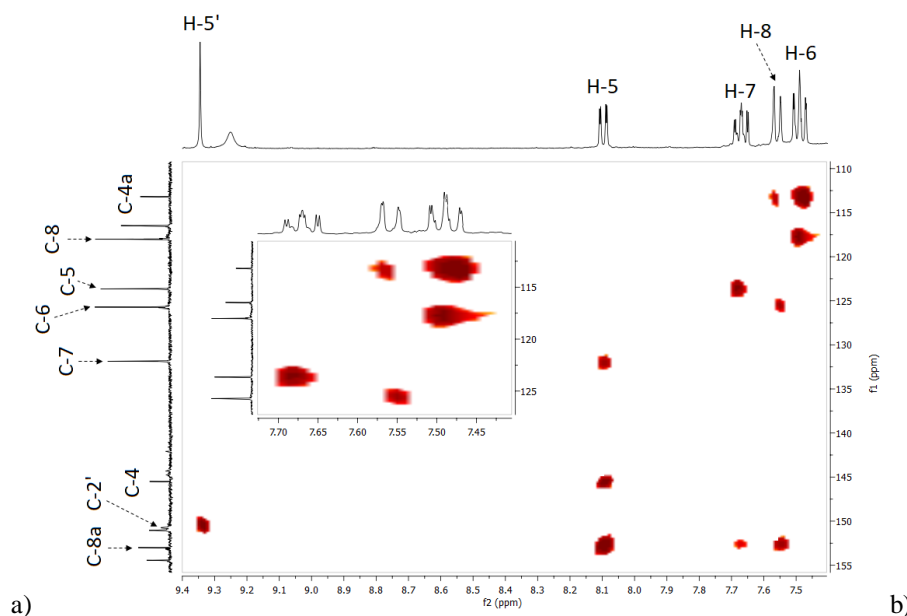 H-5'
H-8
H-6
H-5
H-7
C-4a
C-8
C-5
C-6
C-7
C-4
C-2'
C-8a
110
115
120
125
130
135
140
145
150
155
f1 (ppm)
115
120
125
f1 (ppm)
7.70 7.65 7.60 7.55 7.50 7.45
f2 (ppm)
9.4 9.3 9.2 9.1 9.0 8.9 8.8 8.7 8.6 8.5 8.4 8.3 8.2 8.1 8.0 7.9 7.8 7.7 7.6 7.5
f2 (ppm)
a) b)